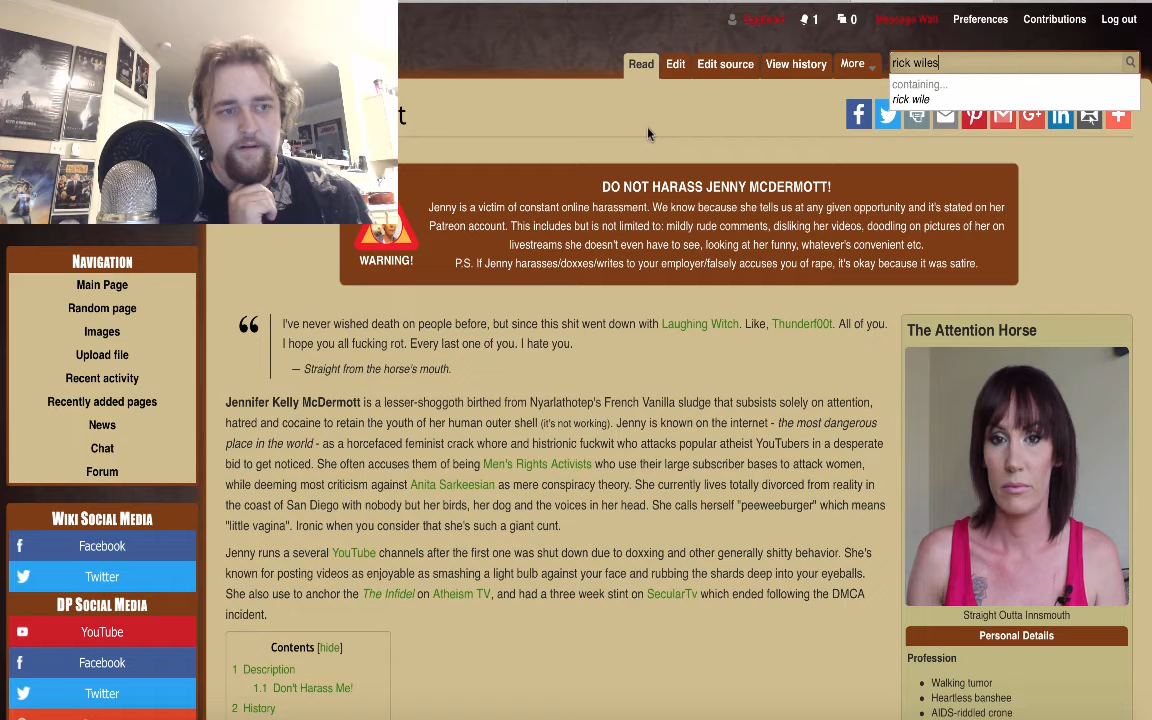 1 0 Message Wall Preferences Contributions Log out
Read Edit Edit source View history More rick wiles
containing...
rick wile
t
DO NOT HARASS JENNY MCDERMOTT!
Jenny is a victim of constant online harassment. We know because she tells us at any given opportunity and it's stated on her
Patreon account. This includes but is not limited to: mildly rude comments, disliking her videos, doodling on pictures of her on
livestreams she doesn't even have to see, looking at her funny, whatever's convenient etc.
P.S. If Jenny harasses/doxxes/writes to your employer/falsely accuses you of rape, it's okay because it was satire.
WARNING!
NAVIGATION
Main Page
Random page
Images
Upload file
Recent activity
Recently added pages
News
Chat
Forum
WIKI SOCIAL MEDIA
Facebook
Twitter
DP SOCIAL MEDIA
YouTube
Facebook
Twitter
I've never wished death on people before, but since this shit went down with Laughing Witch. Like, Thunderf00t. All of you.
I hope you all fucking rot. Every last one of you. I hate you.
— Straight from the horse's mouth.
Jennifer Kelly McDermott is a lesser-shoggoth birthed from Nyarlathotep's French Vanilla sludge that subsists solely on attention,
hatred and cocaine to retain the youth of her human outer shell (it's not working). Jenny is known on the internet - the most dangerous
place in the world - as a horcefaced feminist crack whore and histrionic fuckwit who attacks popular atheist YouTubers in a desperate
bid to get noticed. She often accuses them of being Men's Rights Activists who use their large subscriber bases to attack women,
while deeming most criticism against Anita Sarkeesian as mere conspiracy theory. She currently lives totally divorced from reality in
the coast of San Diego with nobody but her birds, her dog and the voices in her head. She calls herself "peeweeburger" which means
"little vagina". Ironic when you consider that she's such a giant cunt.
Jenny runs a several YouTube channels after the first one was shut down due to doxxing and other generally shitty behavior. She's
known for posting videos as enjoyable as smashing a light bulb against your face and rubbing the shards deep into your eyeballs.
She also use to anchor the The Infidel on Atheism TV, and had a three week stint on SecularTv which ended following the DMCA
incident.
Contents [hide]
1 Description
1.1 Don't Harass Me!
2 History
The Attention Horse
Straight Outta Innsmouth
Personal Details
Profession
Walking tumor
Heartless banshee
AIDS-riddled crone